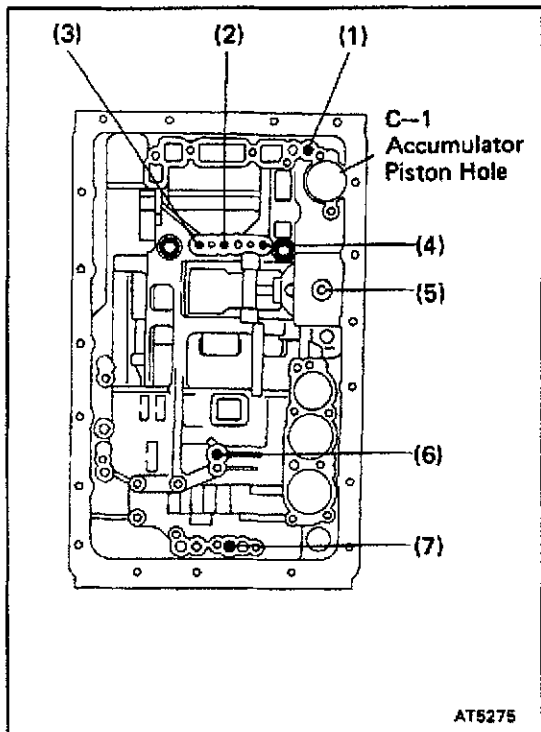 (3) (2) (1)
C—1
Accumulator
Piston Hole
(4)
(5)
(6)
(7)
AT5275